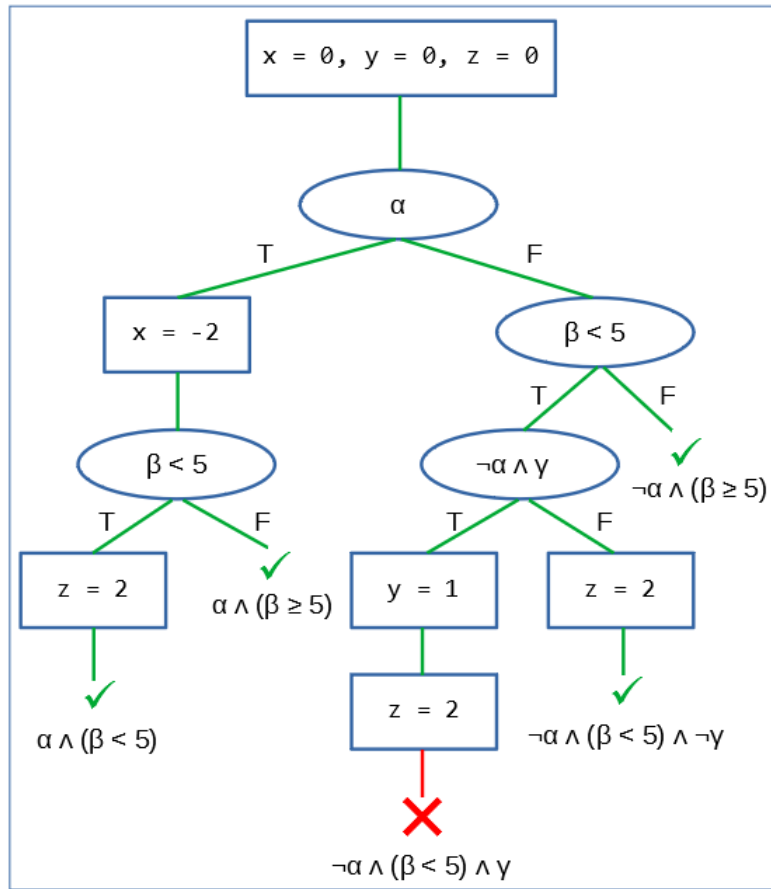 x = 0, y = 0, z = 0
α
T
F
x = -2
β < 5
T
F
β < 5
¬α ∧ γ
¬α ∧ (β ≥ 5)
T
F
T
F
z = 2
α ∧ (β ≥ 5)
y = 1
z = 2
α ∧ (β < 5)
z = 2
¬α ∧ (β < 5) ∧ ¬γ
¬α ∧ (β < 5) ∧ γ